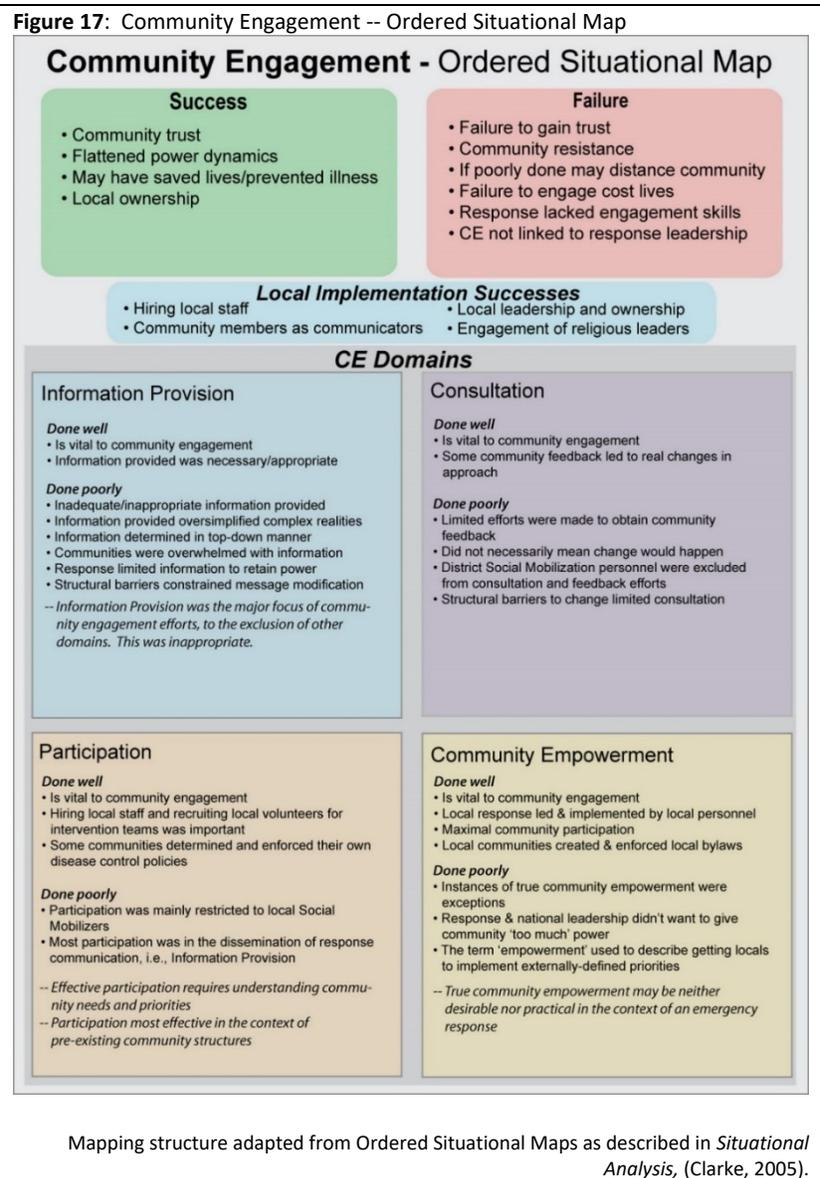 Figure 17:  Community Engagement -- Ordered Situational Map
Community Engagement - Ordered Situational Map
Success
• Community trust
• Flattened power dynamics
• May have saved lives/prevented illness
• Local ownership
Failure
• Failure to gain trust
• Community resistance
• If poorly done may distance community
• Failure to engage cost lives
• Response lacked engagement skills
• CE not linked to response leadership
Local Implementation Successes
• Hiring local staff
• Community members as communicators
• Local leadership and ownership
• Engagement of religious leaders
CE Domains
Information Provision
Done well
• Is vital to community engagement
• Information provided was necessary/appropriate
Done poorly
• Inadequate/inappropriate information provided
• Information provided oversimplified complex realities
• Information determined in top-down manner
• Communities were overwhelmed with information
• Response limited information to retain power
• Structural barriers constrained message modification
-- Information Provision was the major focus of commu-
nity engagement efforts, to the exclusion of other
domains. This was inappropriate.
Consultation
Done well
• Is vital to community engagement
• Some community feedback led to real changes in
approach
Done poorly
• Limited efforts were made to obtain community
feedback
• Did not necessarily mean change would happen
• District Social Mobilization personnel were excluded
from consultation and feedback efforts
• Structural barriers to change limited consultation
Participation
Done well
• Is vital to community engagement
• Hiring local staff and recruiting local volunteers for
intervention teams was important
• Some communities determined and enforced their own
disease control policies
Done poorly
• Participation was mainly restricted to local Social
Mobilizers
• Most participation was in the dissemination of response
communication, i.e., Information Provision
-- Effective participation requires understanding commu-
nity needs and priorities
-- Participation most effective in the context of
pre-existing community structures
Community Empowerment
Done well
• Is vital to community engagement
• Local response led & implemented by local personnel
• Maximal community participation
• Local communities created & enforced local bylaws
Done poorly
• Instances of true community empowerment were
exceptions
• Response & national leadership didn't want to give
community 'too much' power
• The term 'empowerment' used to describe getting locals
to implement externally-defined priorities
-- True community empowerment may be neither
desirable nor practical in the context of an emergency
response
Mapping structure adapted from Ordered Situational Maps as described in Situational
Analysis, (Clarke, 2005).